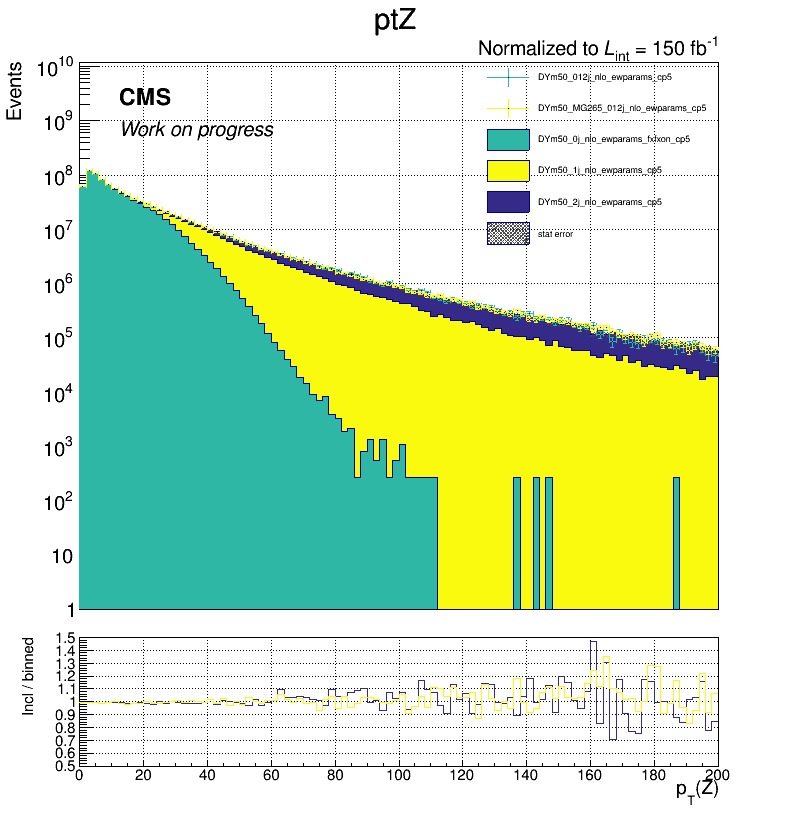 ptZ
Normalized to L_int = 150 fb^-1
Events
CMS
Work on progress
DYm50_012j_nlo_ewparams_cp5
DYm50_MG265_012j_nlo_ewparams_cp5
DYm50_0j_nlo_ewparams_fxfxon_cp5
DYm50_1j_nlo_ewparams_cp5
DYm50_2j_nlo_ewparams_cp5
stat error
10^10
10^9
10^8
10^7
10^6
10^5
10^4
10^3
10^2
10
1
Incl / binned
1.5
1.4
1.3
1.2
1.1
1
0.9
0.8
0.7
0.6
0.5
0 20 40 60 80 100 120 140 160 180 200
p_T(Z)